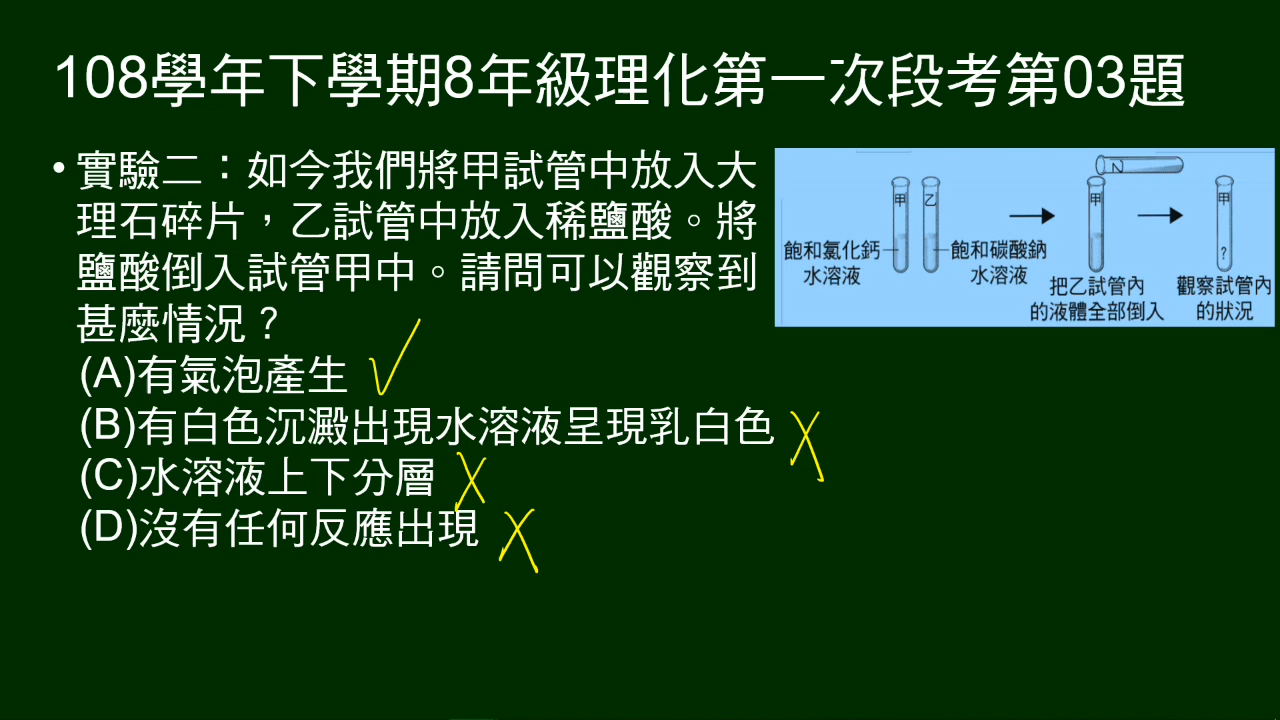 108學年下學期8年級理化第一次段考第03題
• 實驗二：如今我們將甲試管中放入大
理石碎片，乙試管中放入稀鹽酸。將
鹽酸倒入試管甲中。請問可以觀察到
甚麼情況？
(A)有氣泡產生
(B)有白色沉澱出現水溶液呈現乳白色
(C)水溶液上下分層
(D)沒有任何反應出現
甲
乙
飽和氯化鈣
水溶液
飽和碳酸鈉
水溶液
乙
甲
把乙試管內
的液體全部倒入
甲
?
觀察試管內
的狀況